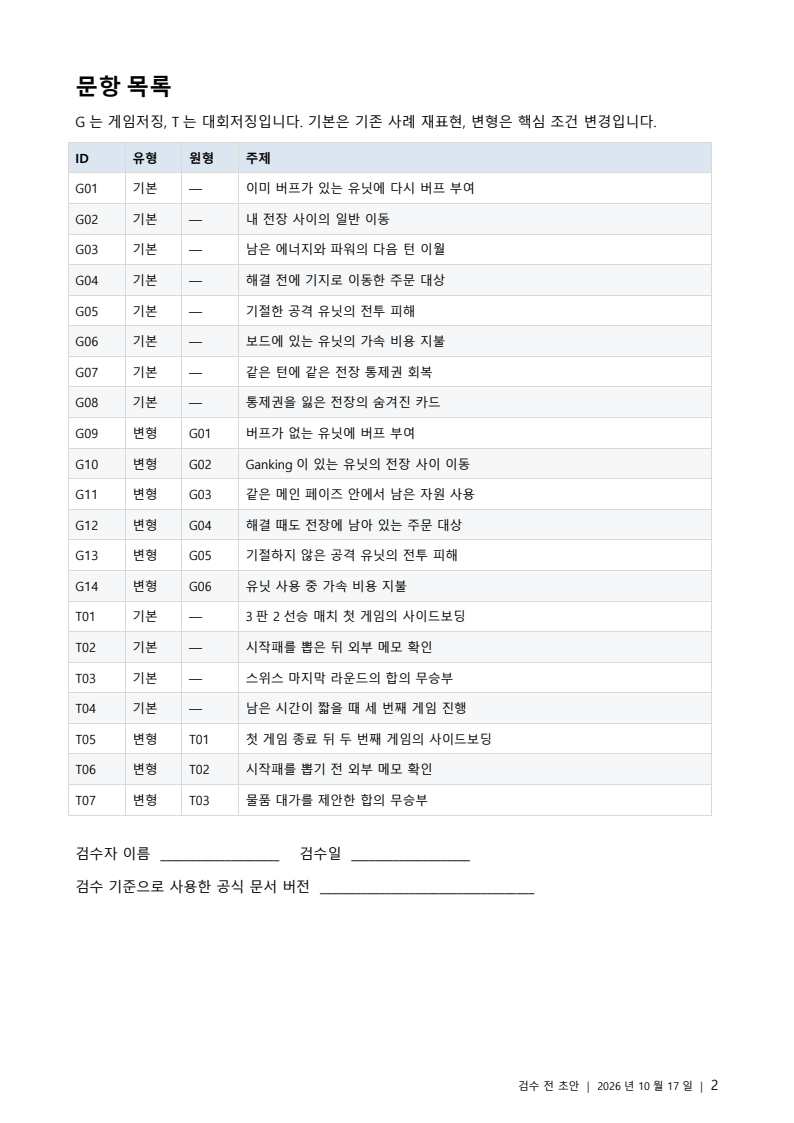 문항 목록
G 는 게임저징, T 는 대회저징입니다. 기본은 기존 사례 재표현, 변형은 핵심 조건 변경입니다.
ID 유형 원형 주제
G01 기본 — 이미 버프가 있는 유닛에 다시 버프 부여
G02 기본 — 내 전장 사이의 일반 이동
G03 기본 — 남은 에너지와 파워의 다음 턴 이월
G04 기본 — 해결 전에 기지로 이동한 주문 대상
G05 기본 — 기절한 공격 유닛의 전투 피해
G06 기본 — 보드에 있는 유닛의 가속 비용 지불
G07 기본 — 같은 턴에 같은 전장 통제권 회복
G08 기본 — 통제권을 잃은 전장의 숨겨진 카드
G09 변형 G01 버프가 없는 유닛에 버프 부여
G10 변형 G02 Ganking 이 있는 유닛의 전장 사이 이동
G11 변형 G03 같은 메인 페이즈 안에서 남은 자원 사용
G12 변형 G04 해결 때도 전장에 남아 있는 주문 대상
G13 변형 G05 기절하지 않은 공격 유닛의 전투 피해
G14 변형 G06 유닛 사용 중 가속 비용 지불
T01 기본 — 3 판 2 선승 매치 첫 게임의 사이드보딩
T02 기본 — 시작패를 뽑은 뒤 외부 메모 확인
T03 기본 — 스위스 마지막 라운드의 합의 무승부
T04 기본 — 남은 시간이 짧을 때 세 번째 게임 진행
T05 변형 T01 첫 게임 종료 뒤 두 번째 게임의 사이드보딩
T06 변형 T02 시작패를 뽑기 전 외부 메모 확인
T07 변형 T03 물품 대가를 제안한 합의 무승부
검수자 이름 ________________ 검수일 ________________
검수 기준으로 사용한 공식 문서 버전 _____________________________
검수 전 초안 | 2026 년 10 월 17 일 | 2